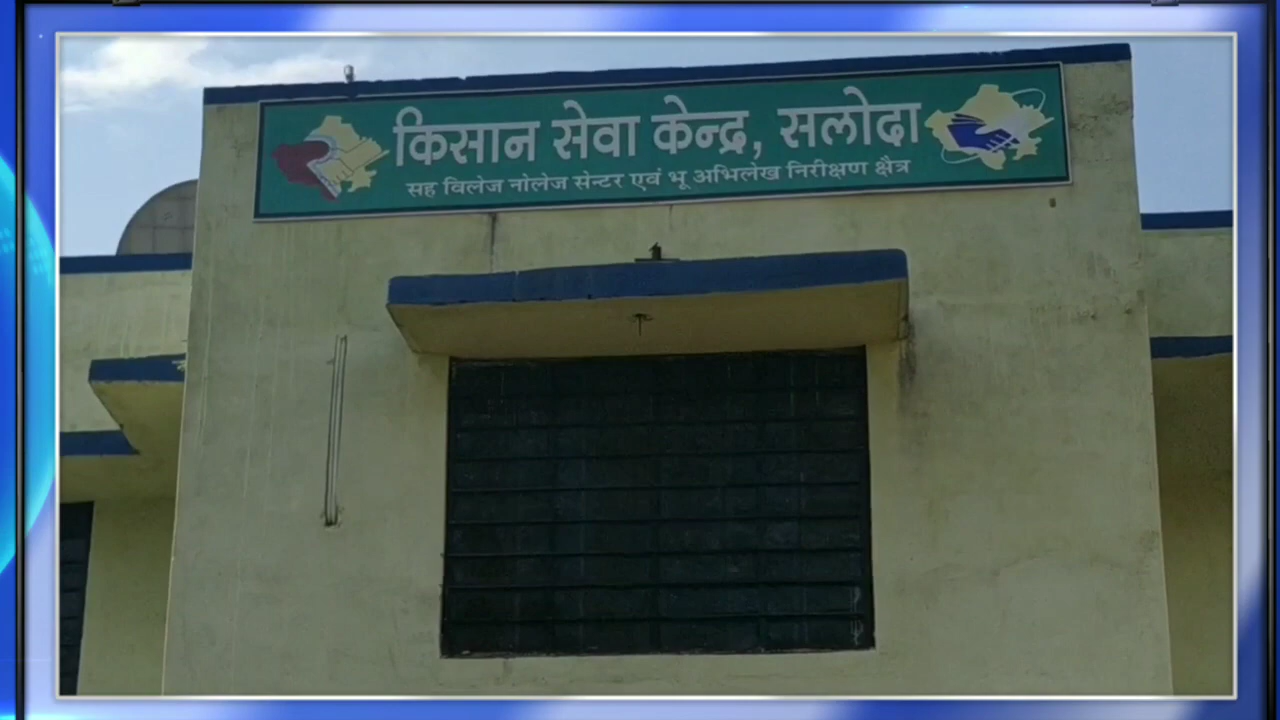 किसान सेवा केन्द्र, सलोदा
सह विलेज नोलेज सेन्टर एवं भू अभिलेख निरीक्षण क्षैत्र